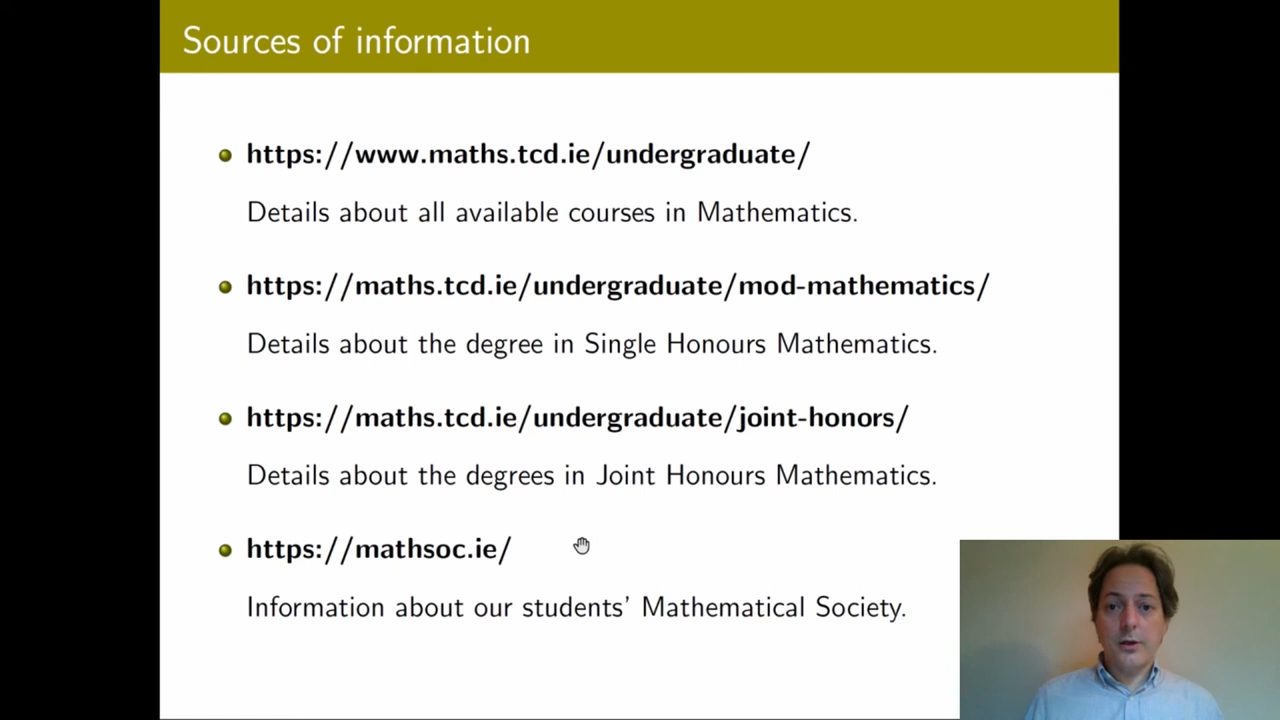 Sources of information
https://www.maths.tcd.ie/undergraduate/
Details about all available courses in Mathematics.
https://maths.tcd.ie/undergraduate/mod-mathematics/
Details about the degree in Single Honours Mathematics.
https://maths.tcd.ie/undergraduate/joint-honors/
Details about the degrees in Joint Honours Mathematics.
https://mathsoc.ie/
Information about our students' Mathematical Society.